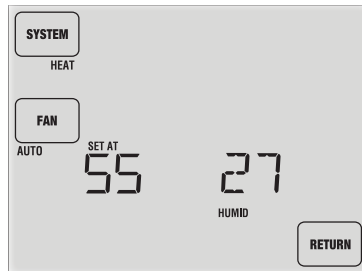 SYSTEM
HEAT
FAN
AUTO
SET AT
55 27
HUMID
RETURN